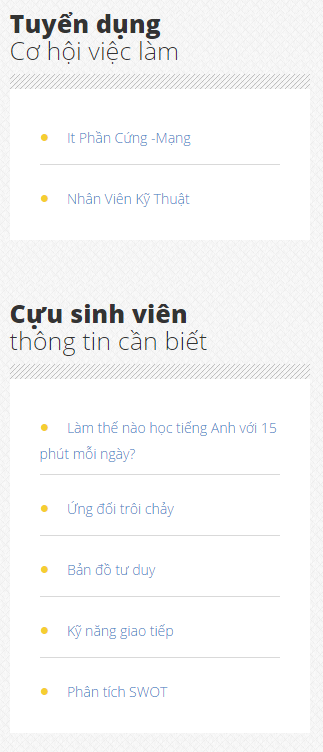 Tuyển dụng
Cơ hội việc làm
It Phần Cứng -Mạng
Nhân Viên Kỹ Thuật
Cựu sinh viên
thông tin cần biết
Làm thế nào học tiếng Anh với 15
phút mỗi ngày?
Ứng đối trôi chảy
Bản đồ tư duy
Kỹ năng giao tiếp
Phân tích SWOT